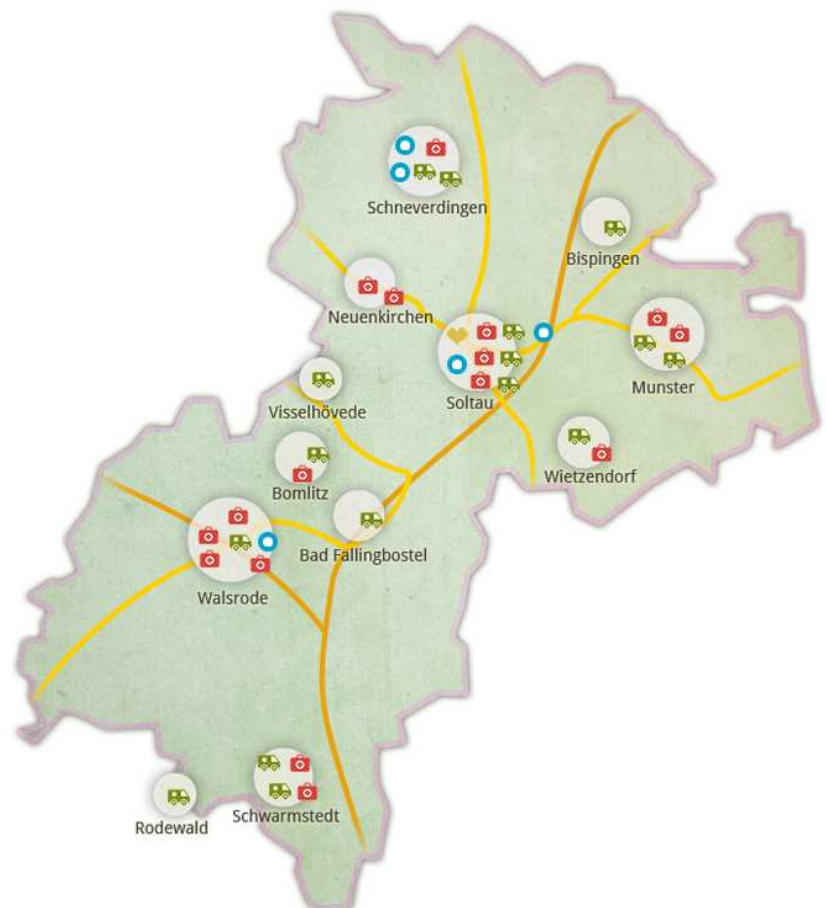 Schneverdingen
Bispingen
Neuenkirchen
Munster
Soltau
Visselhövede
Wietzendorf
Bomlitz
Bad Fallingbostel
Walsrode
Schwarmstedt
Rodewald